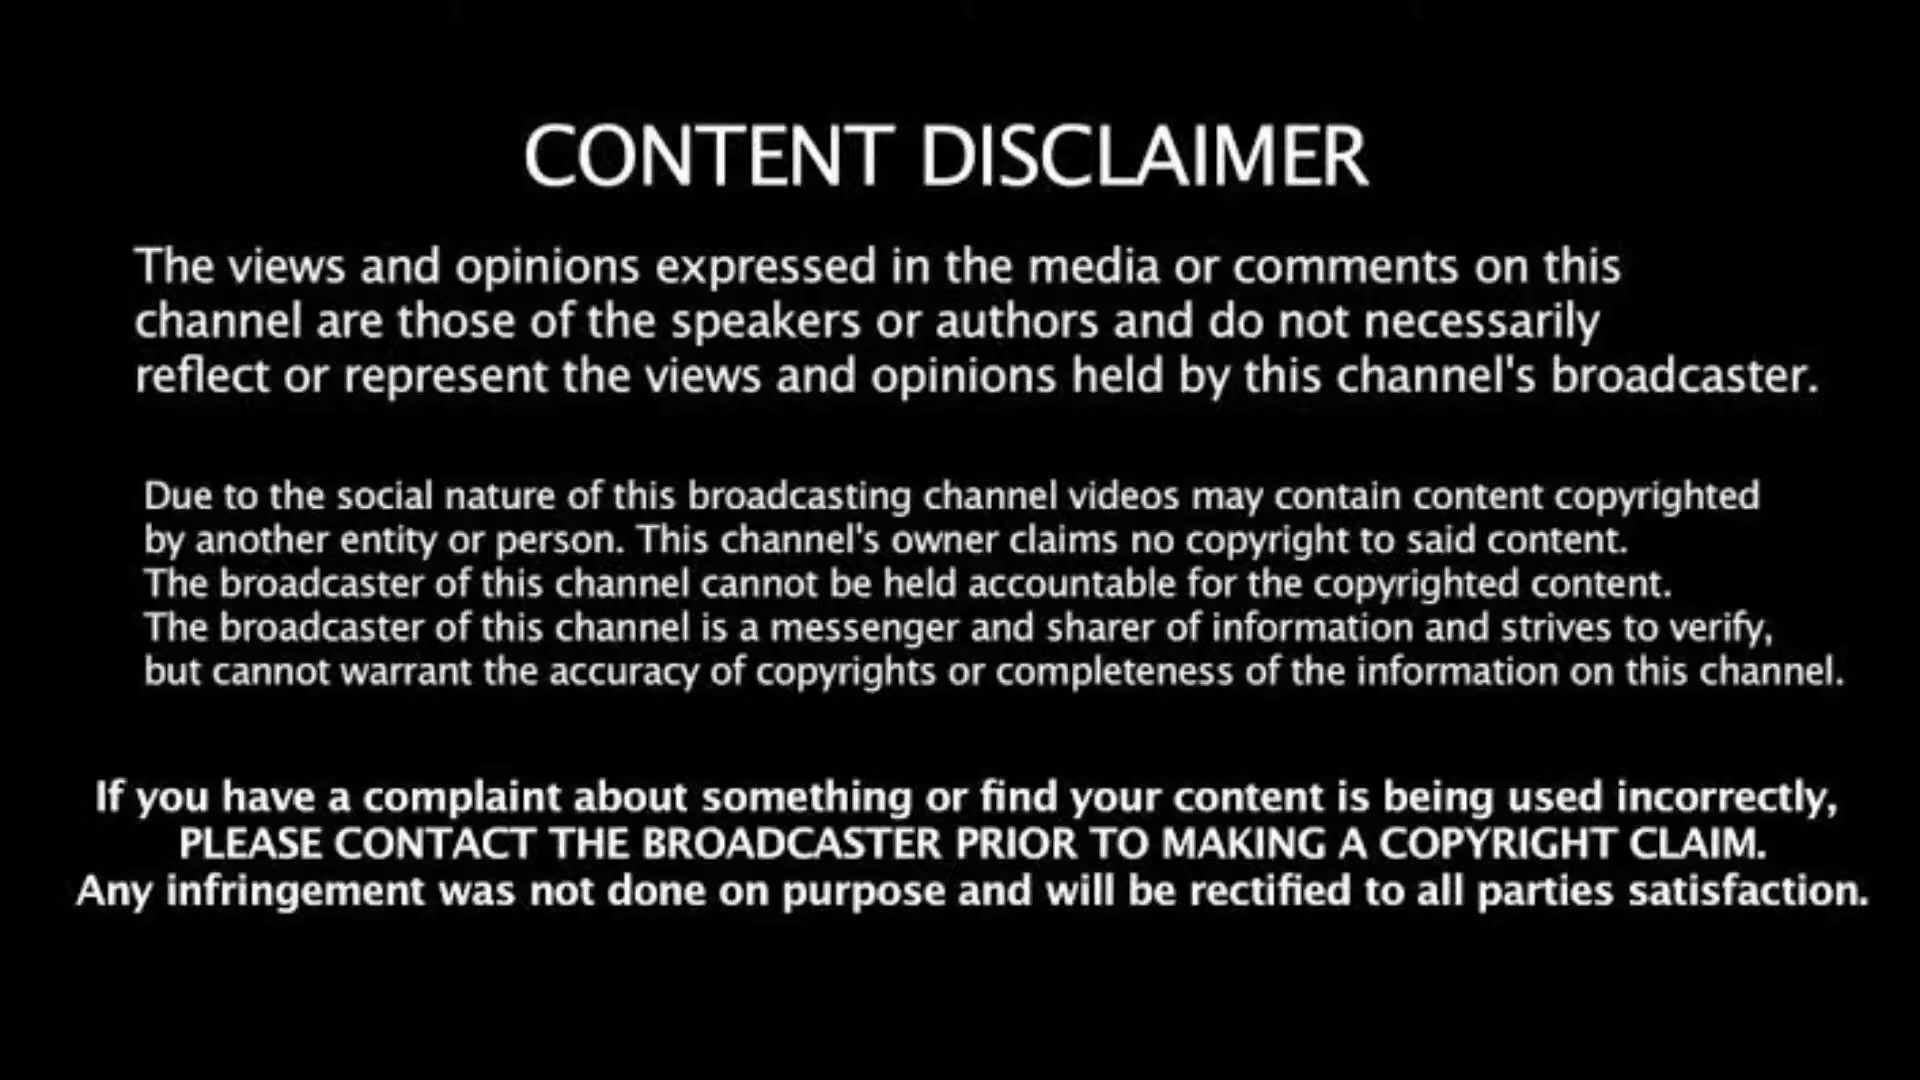 CONTENT DISCLAIMER
The views and opinions expressed in the media or comments on this
channel are those of the speakers or authors and do not necessarily
reflect or represent the views and opinions held by this channel's broadcaster.
Due to the social nature of this broadcasting channel videos may contain content copyrighted
by another entity or person. This channel's owner claims no copyright to said content.
The broadcaster of this channel cannot be held accountable for the copyrighted content.
The broadcaster of this channel is a messenger and sharer of information and strives to verify,
but cannot warrant the accuracy of copyrights or completeness of the information on this channel.
If you have a complaint about something or find your content is being used incorrectly,
PLEASE CONTACT THE BROADCASTER PRIOR TO MAKING A COPYRIGHT CLAIM.
Any infringement was not done on purpose and will be rectified to all parties satisfaction.